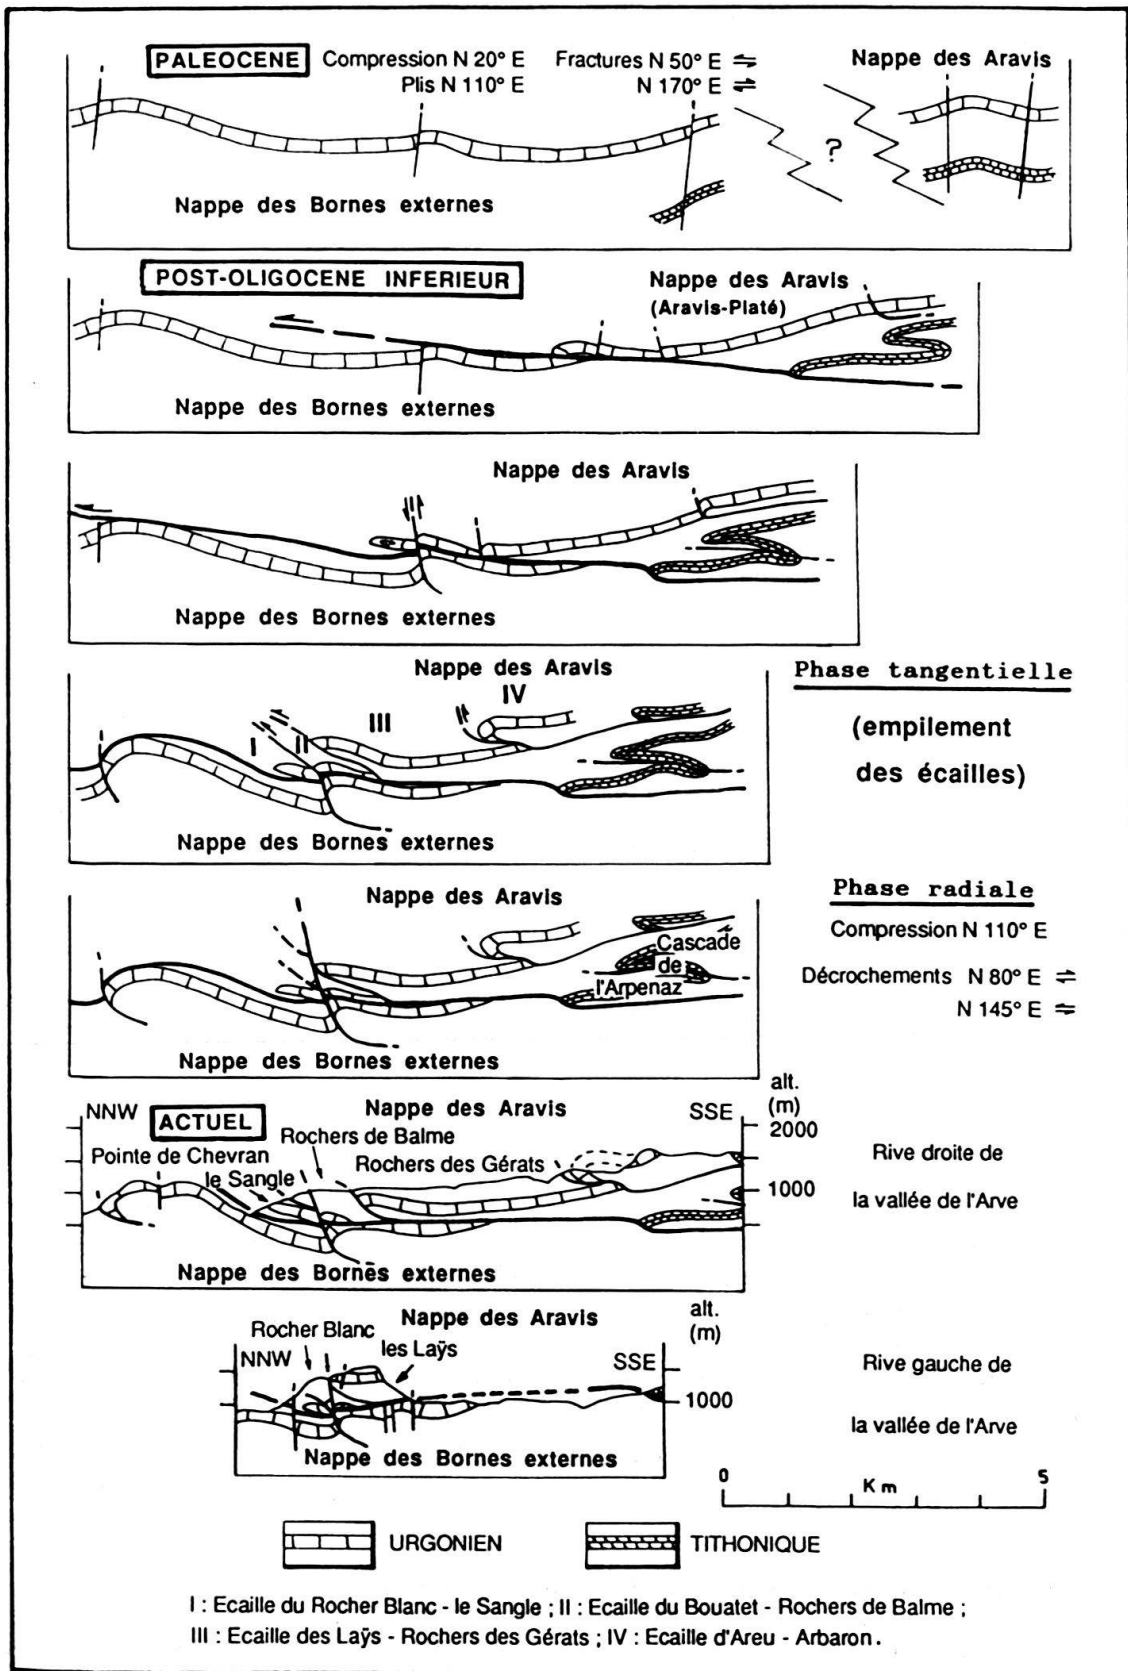 PALEOCENE
Compression N 20° E
Plis N 110° E
Fractures N 50° E ⇋
N 170° E ⇌
Nappe des Aravis
?
Nappe des Bornes externes
POST-OLIGOCENE INFERIEUR
Nappe des Aravis
(Aravis-Platé)
Nappe des Bornes externes
Nappe des Aravis
Nappe des Bornes externes
Nappe des Aravis
I
II
III
IV
Nappe des Bornes externes
Phase tangentielle
(empilement
des écailles)
Nappe des Aravis
Cascade
de
l'Arpenaz
Nappe des Bornes externes
Phase radiale
Compression N 110° E
Décrochements N 80° E ⇌
N 145° E ⇋
NNW
ACTUEL
Nappe des Aravis
SSE
alt.
(m)
2000
1000
Rochers de Balme
Pointe de Chevran
le Sangle
Rochers des Gérats
Nappe des Bornes externes
Rive droite de
la vallée de l'Arve
Nappe des Aravis
alt.
(m)
1000
Rocher Blanc
les Laÿs
NNW
SSE
Nappe des Bornes externes
Rive gauche de
la vallée de l'Arve
0
5
Km
URGONIEN
TITHONIQUE
I : Ecaille du Rocher Blanc - le Sangle ; II : Ecaille du Bouatet - Rochers de Balme ;
III : Ecaille des Laÿs - Rochers des Gérats ; IV : Ecaille d'Areu - Arbaron.